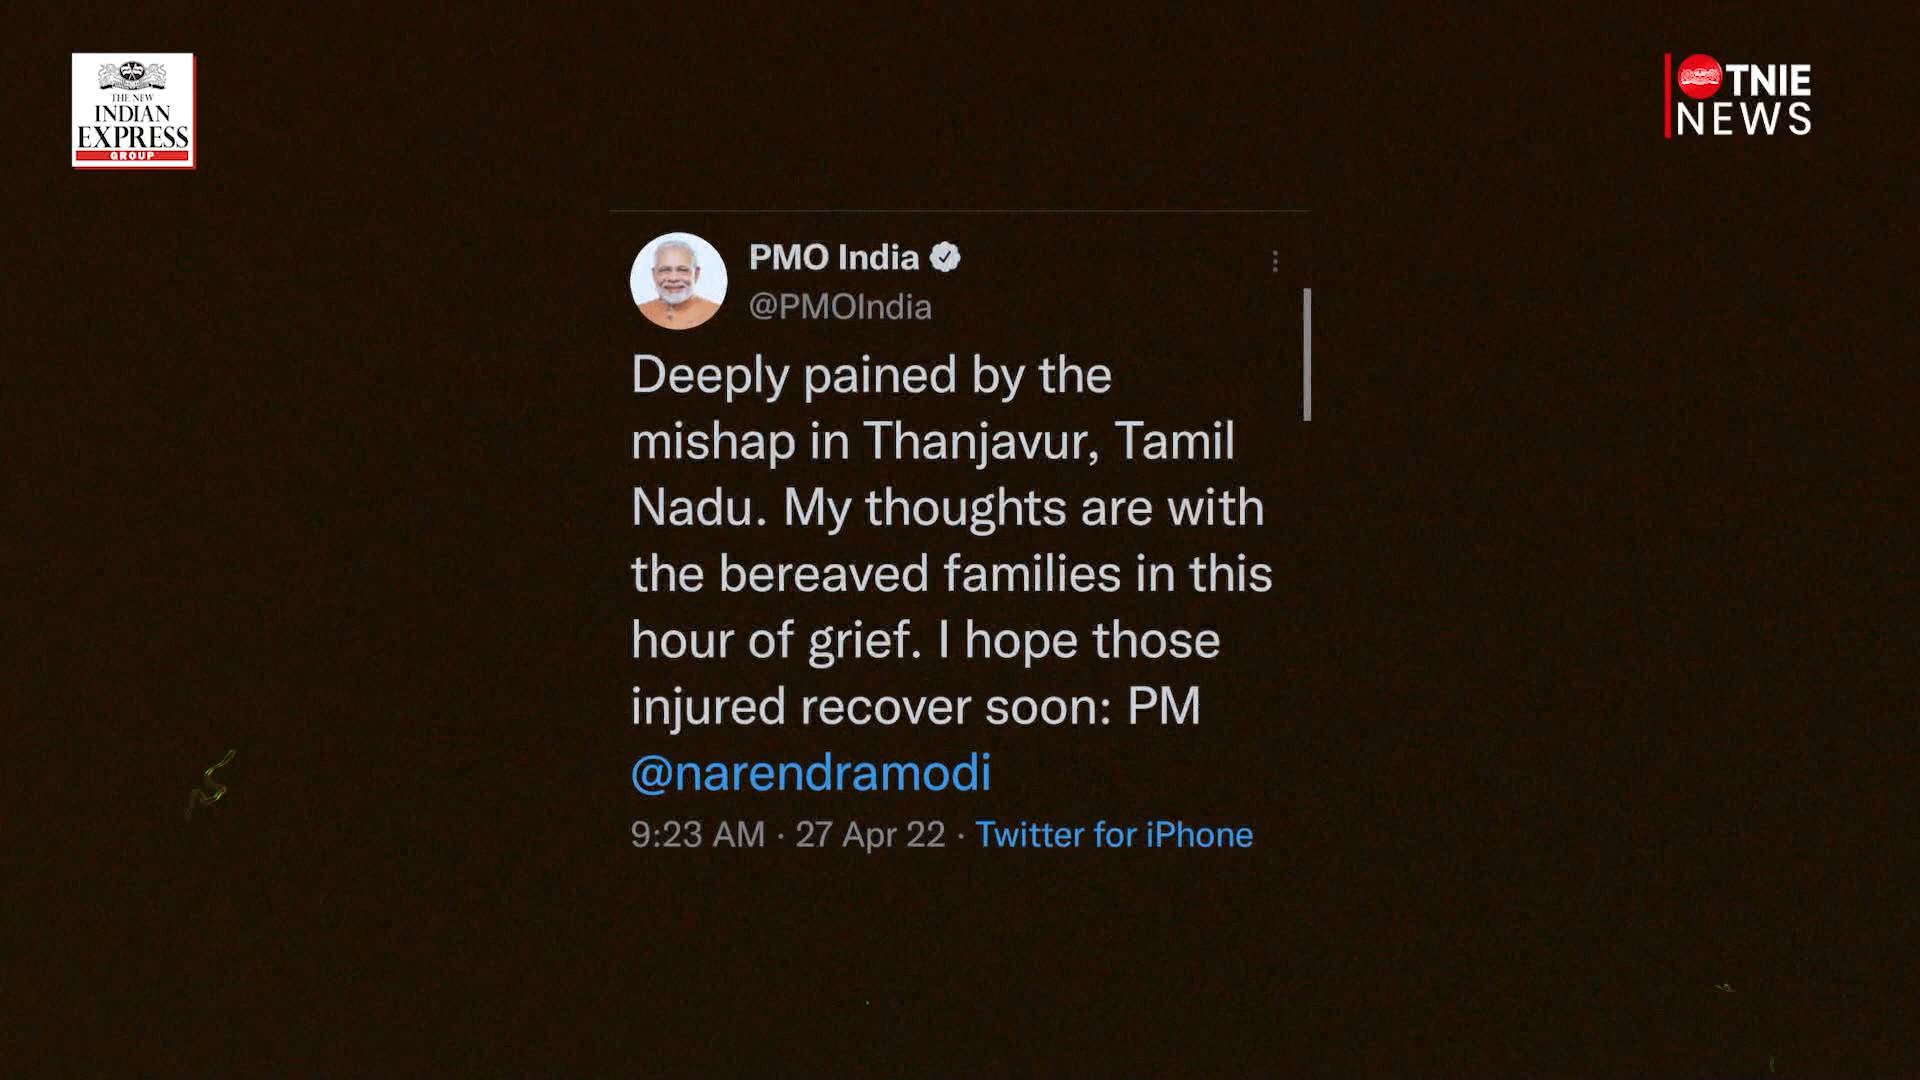 THE NEW
INDIAN
EXPRESS
GROUP
TNIE
NEWS
PMO India
@PMOIndia
Deeply pained by the
mishap in Thanjavur, Tamil
Nadu. My thoughts are with
the bereaved families in this
hour of grief. I hope those
injured recover soon: PM
@narendramodi
9:23 AM · 27 Apr 22 · Twitter for iPhone